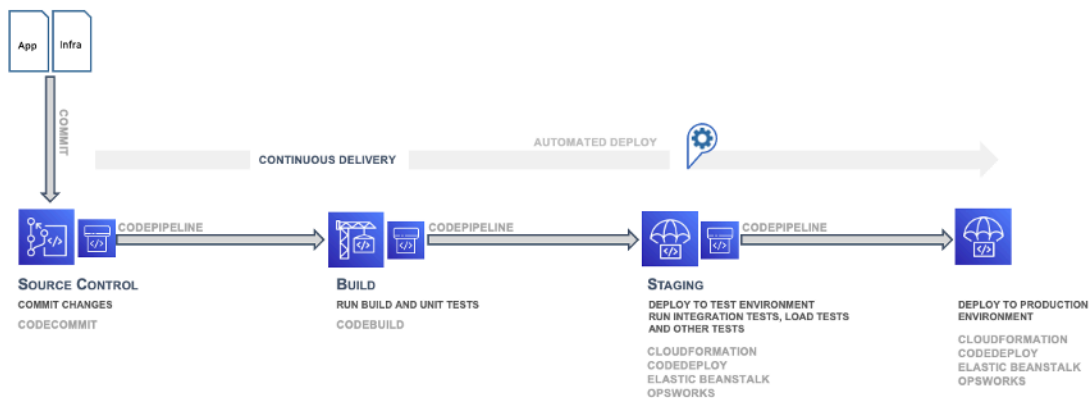 App
Infra
COMMIT
AUTOMATED DEPLOY
CONTINUOUS DELIVERY
CODEPIPELINE
CODEPIPELINE
CODEPIPELINE
SOURCE CONTROL
COMMIT CHANGES
CODECOMMIT
BUILD
RUN BUILD AND UNIT TESTS
CODEBUILD
STAGING
DEPLOY TO TEST ENVIRONMENT
RUN INTEGRATION TESTS, LOAD TESTS
AND OTHER TESTS
CLOUDFORMATION
CODEDEPLOY
ELASTIC BEANSTALK
OPSWORKS
DEPLOY TO PRODUCTION
ENVIRONMENT
CLOUDFORMATION
CODEDEPLOY
ELASTIC BEANSTALK
OPSWORKS